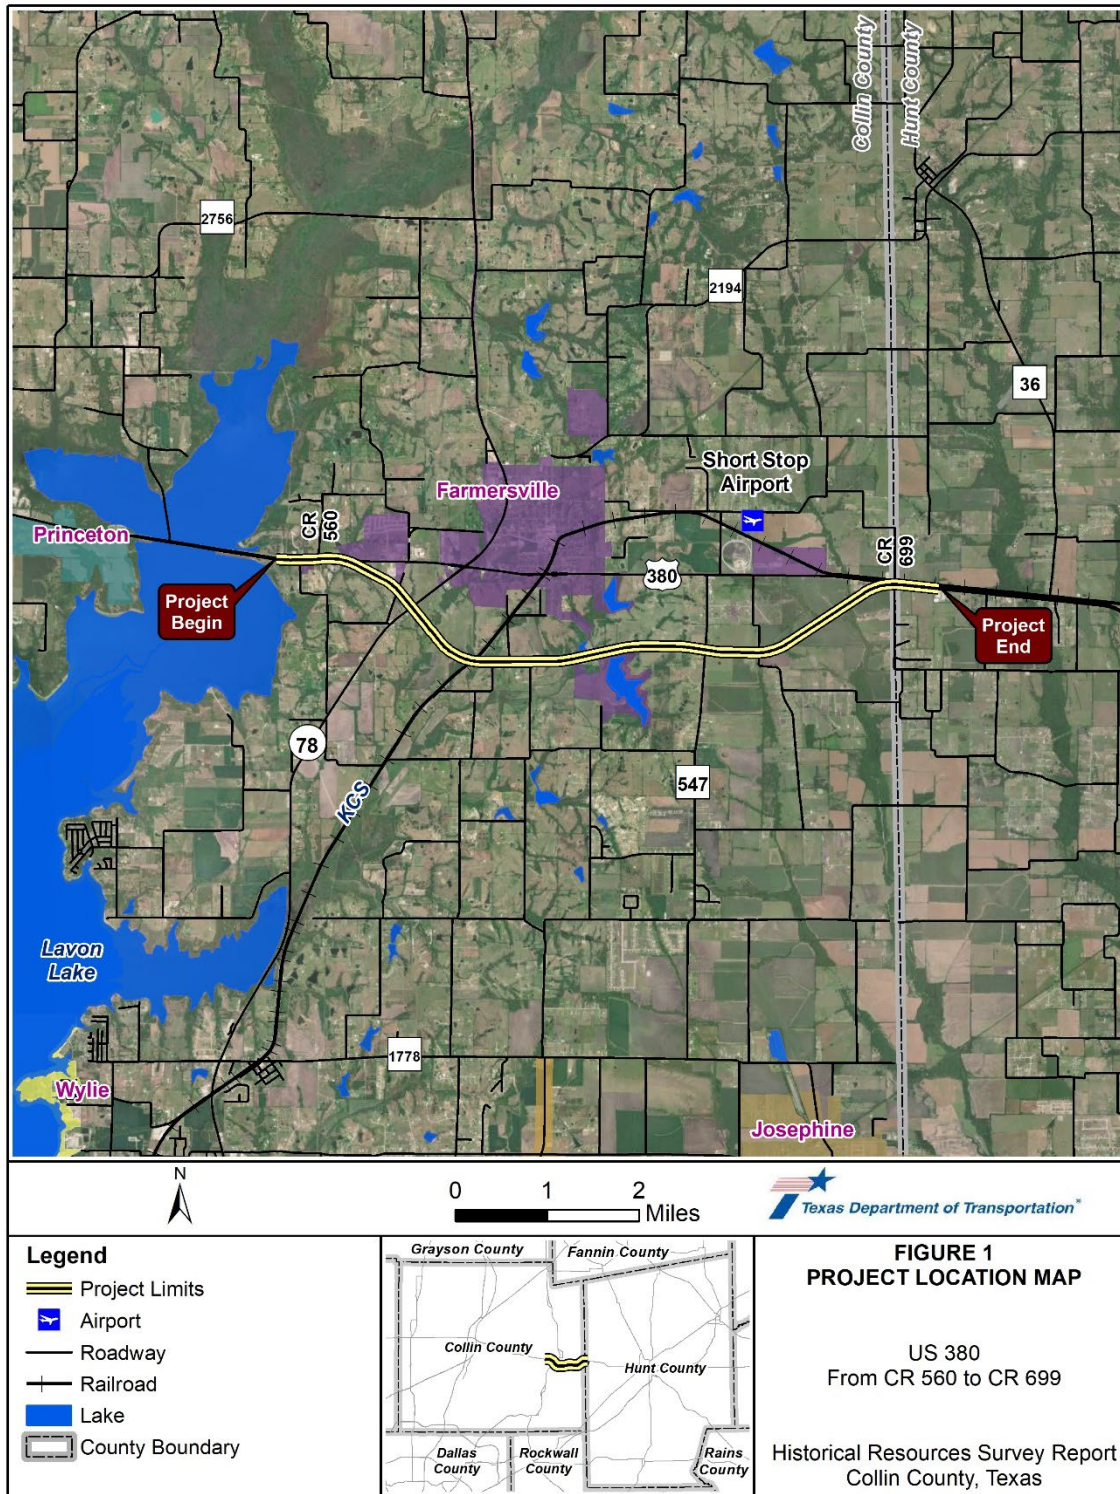 Collin County
Hunt County
2756
2194
36
Short Stop
Airport
Farmersville
CR
560
Princeton
CR
699
380
Project
Begin
Project
End
78
547
KCS
Lavon
Lake
1778
Wylie
Josephine
N
0 1 2
Miles
Texas Department of Transportation®
Legend
Project Limits
Airport
Roadway
Railroad
Lake
County Boundary
Grayson County
Fannin County
Collin County
Hunt County
Dallas
County
Rockwall
County
Rains
County
FIGURE 1
PROJECT LOCATION MAP
US 380
From CR 560 to CR 699
Historical Resources Survey Report
Collin County, Texas